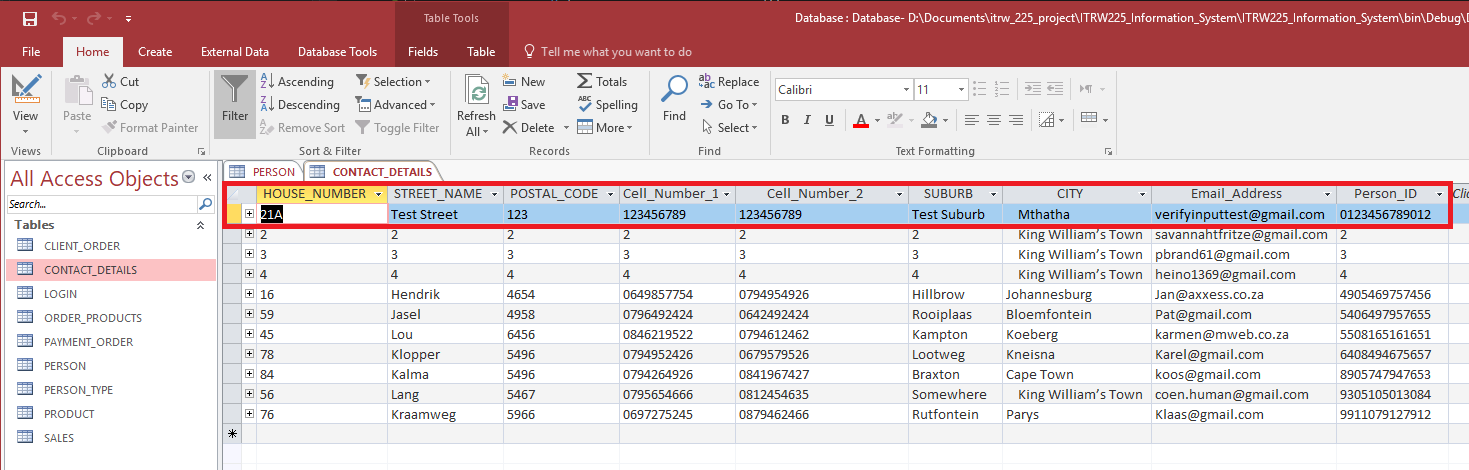 Table Tools
Database : Database- D:\Documents\itrw_225_project\ITRW225_Information_System\ITRW225_Information_System\bin\Debug\
File Home Create External Data Database Tools Fields Table Tell me what you want to do
View
Views
Paste
Cut
Copy
Format Painter
Clipboard
Filter
Ascending
Descending
Remove Sort
Selection
Advanced
Toggle Filter
Sort & Filter
Refresh
All
New
Save
Delete
Totals
Spelling
More
Records
Find
Replace
Go To
Select
Find
Calibri 11
B I U A
Text Formatting
All Access Objects
Search...
Tables
CLIENT_ORDER
CONTACT_DETAILS
LOGIN
ORDER_PRODUCTS
PAYMENT_ORDER
PERSON
PERSON_TYPE
PRODUCT
SALES
PERSON CONTACT_DETAILS
HOUSE_NUMBER STREET_NAME POSTAL_CODE Cell_Number_1 Cell_Number_2 SUBURB CITY Email_Address Person_ID
21A Test Street 123 123456789 123456789 Test Suburb Mthatha verifyinputtest@gmail.com 0123456789012
2 2 2 2 2 2 King William’s Town savannahtfritze@gmail.com 2
3 3 3 3 3 3 King William’s Town pbrand61@gmail.com 3
4 4 4 4 4 4 King William’s Town heino1369@gmail.com 4
16 Hendrik 4654 0649857754 0794954926 Hillbrow Johannesburg Jan@axxess.co.za 4905469757456
59 Jasel 4958 0796492424 0642492424 Rooiplaas Bloemfontein Pat@gmail.com 5406497957655
45 Lou 6456 0846219522 0794612462 Kampton Koeberg karmen@mweb.co.za 5508165161651
78 Klopper 5496 0794952426 0679579526 Lootweg Kneisna Karel@gmail.com 6408494675657
84 Kalma 5496 0794264926 0841967427 Braxton Cape Town koos@gmail.com 8905747947653
56 Lang 5467 0795654666 0812454635 Somewhere King William’s Town coen.human@gmail.com 9305105013084
76 Kraamweg 5966 0697275245 0879462466 Rutfontein Parys Klaas@gmail.com 9911079127912